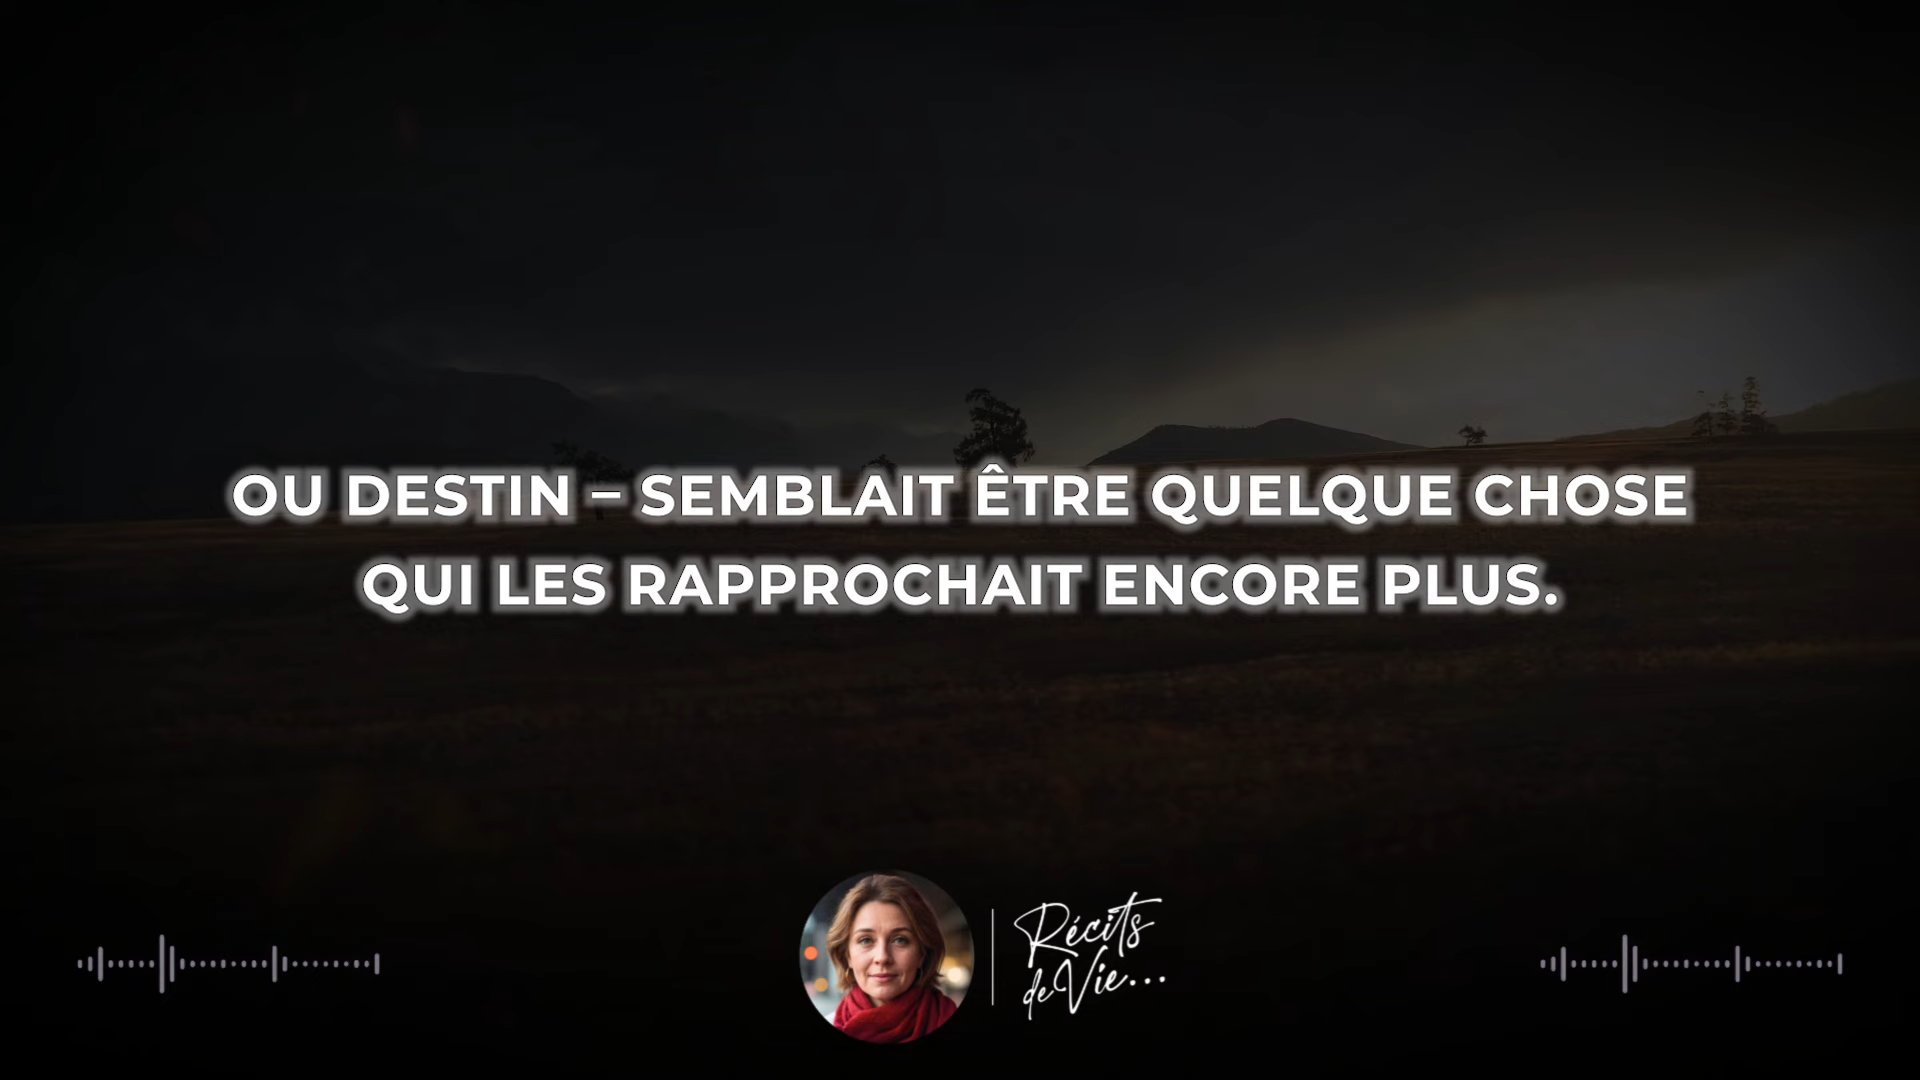 OU DESTIN – SEMBLAIT ÊTRE QUELQUE CHOSE
QUI LES RAPPROCHAIT ENCORE PLUS.
Récits
de Vie...